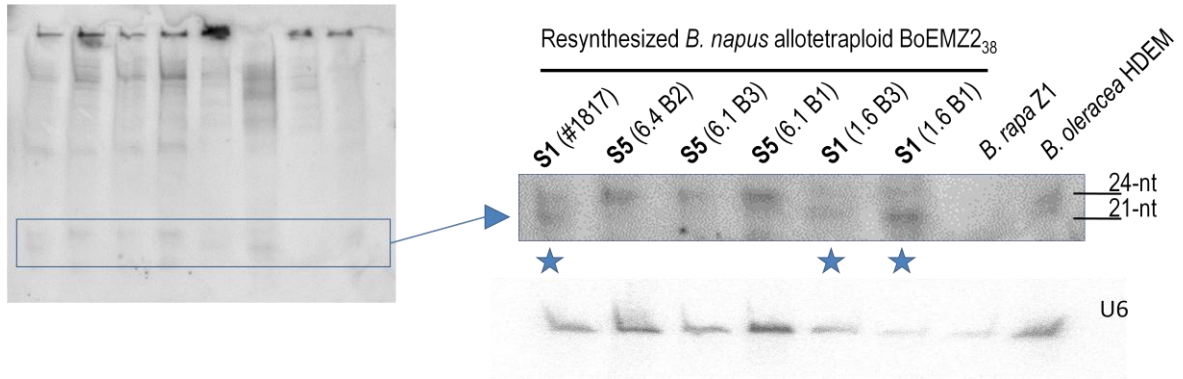 Resynthesized B. napus allotetraploid BoEMZ2₃₈
S1 (#1817)
S5 (6.4 B2)
S5 (6.1 B3)
S5 (6.1 B1)
S1 (1.6 B3)
S1 (1.6 B1)
B. rapa Z1
B. oleracea HDEM
24-nt
21-nt
U6